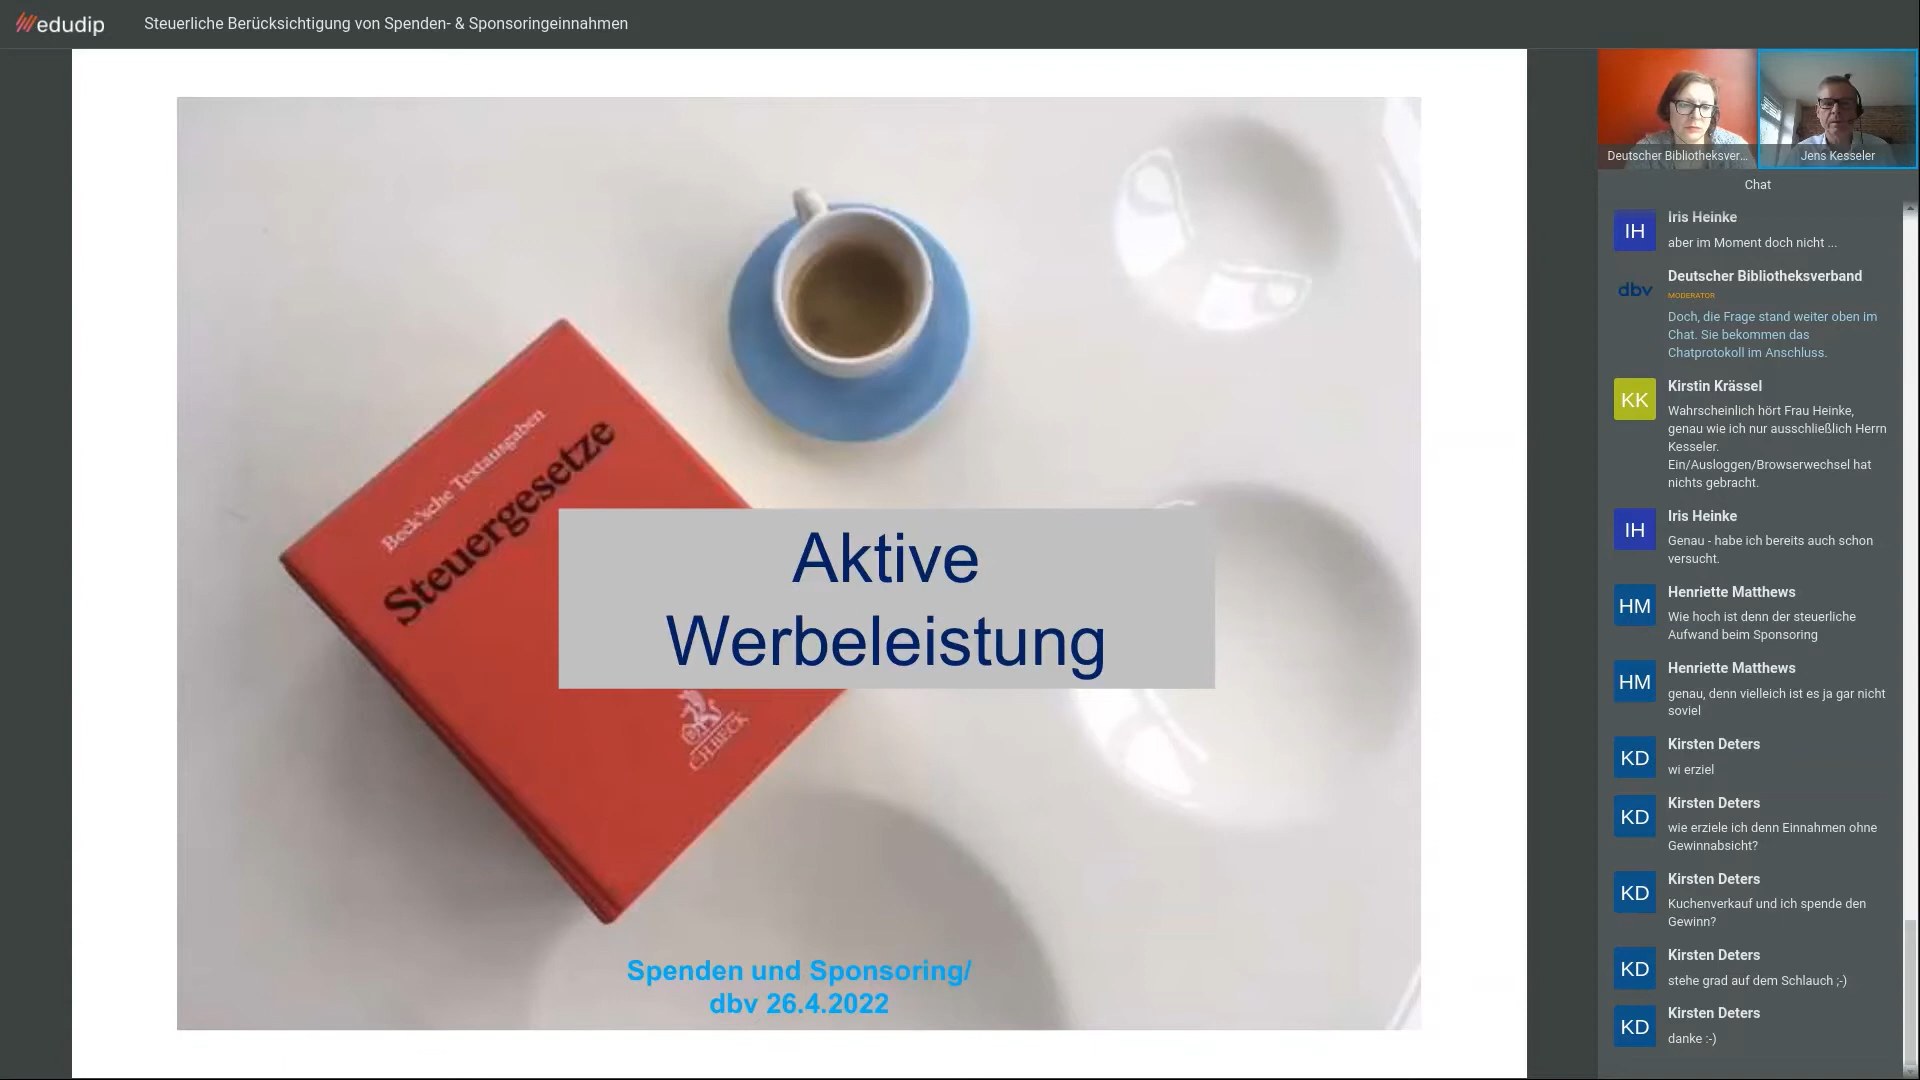 edudip
Steuerliche Berücksichtigung von Spenden- & Sponsoringeinnahmen
Beck'sche Textausgaben
Steuergesetze
C.H.BECK
Aktive
Werbeleistung
Spenden und Sponsoring/
dbv 26.4.2022
Deutscher Bibliotheksver...
Jens Kesseler
Chat
IH
Iris Heinke
aber im Moment doch nicht ...
dbv
Deutscher Bibliotheksverband
MODERATOR
Doch, die Frage stand weiter oben im
Chat. Sie bekommen das
Chatprotokoll im Anschluss.
KK
Kirstin Krässel
Wahrscheinlich hört Frau Heinke,
genau wie ich nur ausschließlich Herrn
Kesseler.
Ein/Ausloggen/Browserwechsel hat
nichts gebracht.
IH
Iris Heinke
Genau - habe ich bereits auch schon
versucht.
HM
Henriette Matthews
Wie hoch ist denn der steuerliche
Aufwand beim Sponsoring
HM
Henriette Matthews
genau, denn vielleich ist es ja gar nicht
soviel
KD
Kirsten Deters
wi erziel
KD
Kirsten Deters
wie erziele ich denn Einnahmen ohne
Gewinnabsicht?
KD
Kirsten Deters
Kuchenverkauf und ich spende den
Gewinn?
KD
Kirsten Deters
stehe grad auf dem Schlauch ;-)
KD
Kirsten Deters
danke :-)